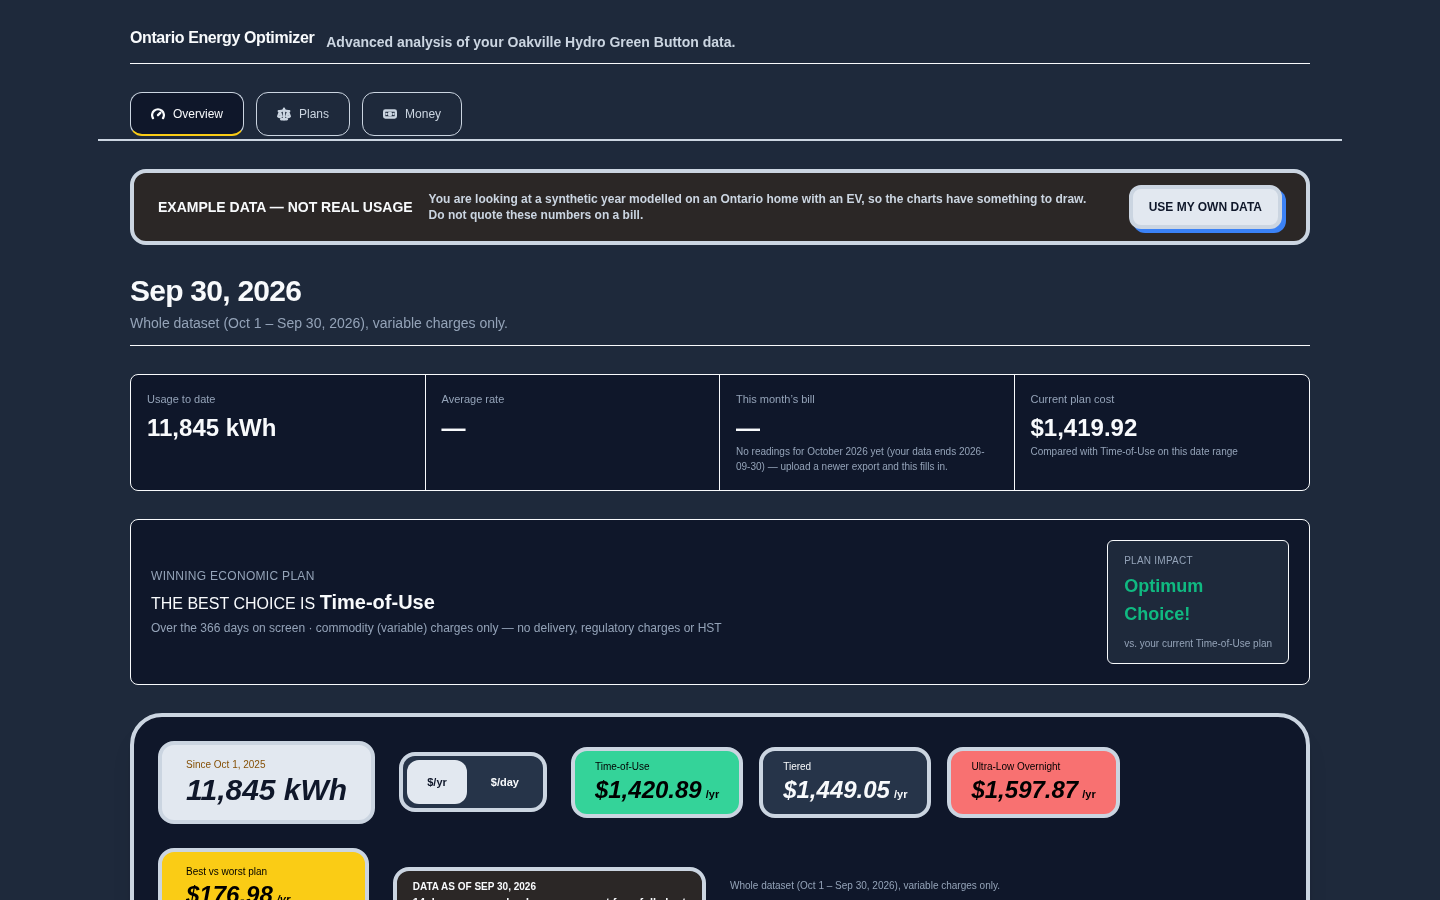 Ontario Energy Optimizer
Advanced analysis of your Oakville Hydro Green Button data.
Overview
Plans
Money
EXAMPLE DATA — NOT REAL USAGE
You are looking at a synthetic year modelled on an Ontario home with an EV, so the charts have something to draw.
Do not quote these numbers on a bill.
USE MY OWN DATA
Sep 30, 2026
Whole dataset (Oct 1 – Sep 30, 2026), variable charges only.
Usage to date
11,845 kWh
Average rate
—
This month's bill
—
No readings for October 2026 yet (your data ends 2026-
09-30) — upload a newer export and this fills in.
Current plan cost
$1,419.92
Compared with Time-of-Use on this date range
WINNING ECONOMIC PLAN
THE BEST CHOICE IS Time-of-Use
Over the 366 days on screen · commodity (variable) charges only — no delivery, regulatory charges or HST
PLAN IMPACT
Optimum
Choice!
vs. your current Time-of-Use plan
Since Oct 1, 2025
11,845 kWh
$/yr
$/day
Time-of-Use
$1,420.89 /yr
Tiered
$1,449.05 /yr
Ultra-Low Overnight
$1,597.87 /yr
Best vs worst plan
$176.98 /yr
DATA AS OF SEP 30, 2026
Whole dataset (Oct 1 – Sep 30, 2026), variable charges only.